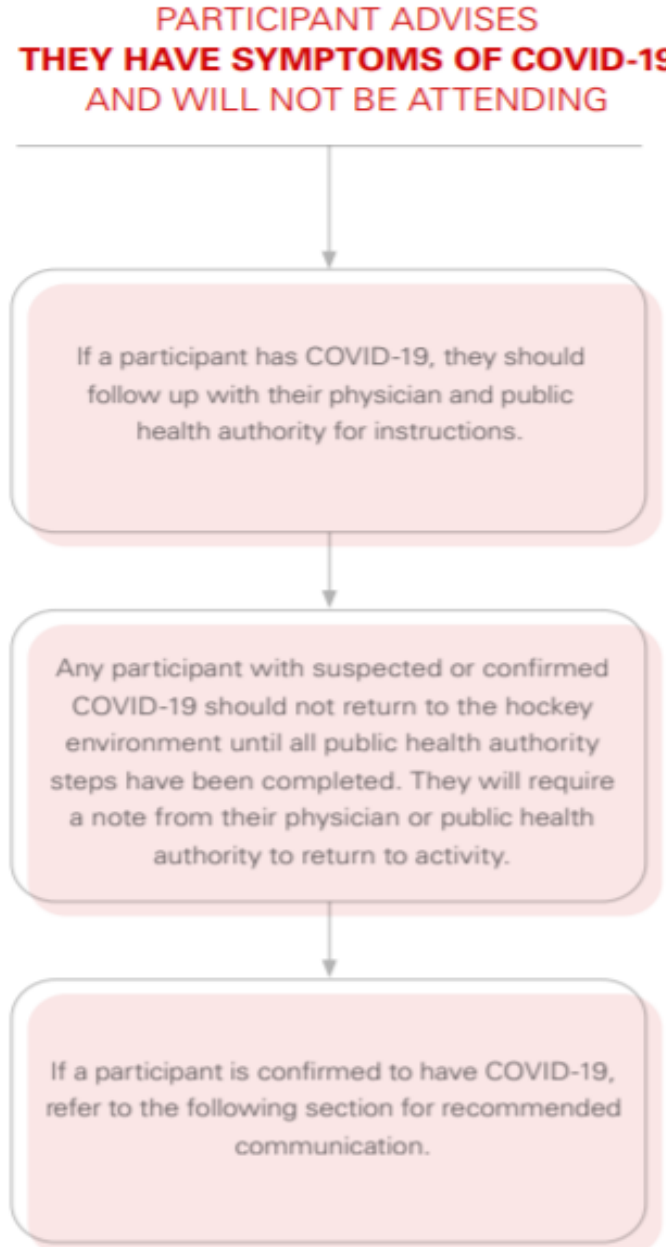 PARTICIPANT ADVISES
THEY HAVE SYMPTOMS OF COVID-19
AND WILL NOT BE ATTENDING
If a participant has COVID-19, they should
follow up with their physician and public
health authority for instructions.
Any participant with suspected or confirmed
COVID-19 should not return to the hockey
environment until all public health authority
steps have been completed. They will require
a note from their physician or public health
authority to return to activity.
If a participant is confirmed to have COVID-19,
refer to the following section for recommended
communication.